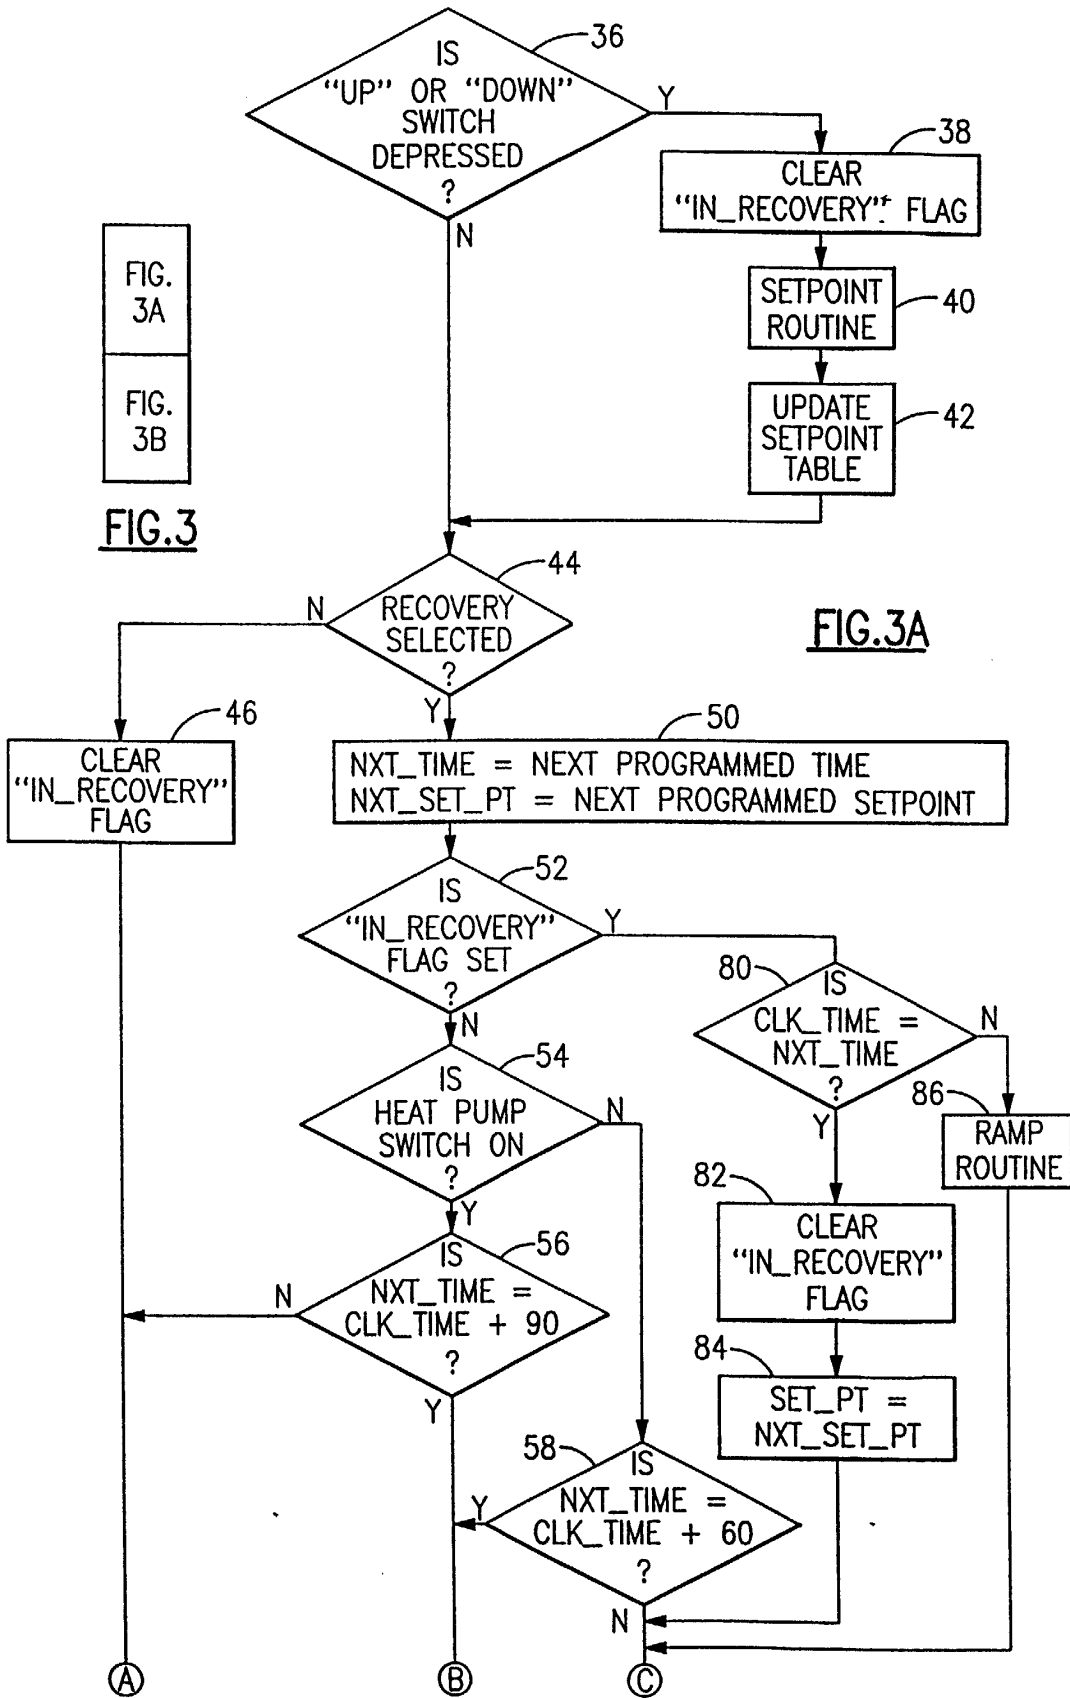 36
IS
"UP" OR "DOWN"
SWITCH
DEPRESSED
?
Y
N
38
CLEAR
"IN_RECOVERY" FLAG
SETPOINT
ROUTINE
40
UPDATE
SETPOINT
TABLE
42
FIG.
3A
FIG.
3B
FIG.3
44
RECOVERY
SELECTED
?
N
Y
FIG.3A
46
CLEAR
"IN_RECOVERY"
FLAG
50
NXT_TIME = NEXT PROGRAMMED TIME
NXT_SET_PT = NEXT PROGRAMMED SETPOINT
52
IS
"IN_RECOVERY"
FLAG SET
?
Y
N
80
IS
CLK_TIME =
NXT_TIME
?
N
Y
54
IS
HEAT PUMP
SWITCH ON
?
N
Y
86
RAMP
ROUTINE
82
CLEAR
"IN_RECOVERY"
FLAG
56
IS
NXT_TIME =
CLK_TIME + 90
?
N
Y
84
SET_PT =
NXT_SET_PT
58
IS
NXT_TIME =
CLK_TIME + 60
?
Y
N
A
B
C